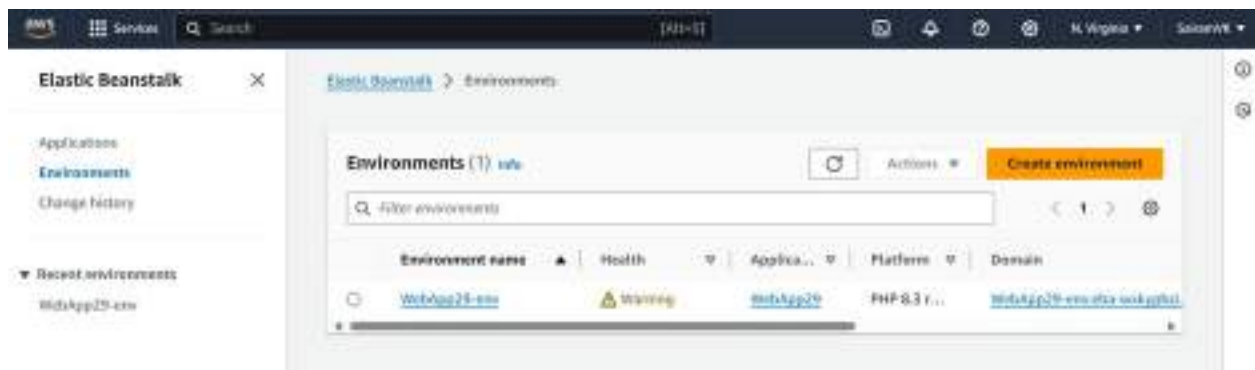 aws
Services
Search
[Alt+S]
N. Virginia
Elastic Beanstalk
Applications
Environments
Change history
Recent environments
WebApp29-env
Elastic Beanstalk > Environments
Environments (1) Info
Actions
Create environment
Filter environments
1
Environment name
Health
Applica...
Platform
Domain
WebApp29-env
Warning
WebApp29
PHP 8.3 r...